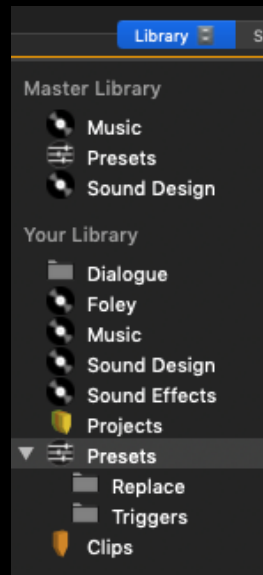 Library S
Master Library
Music
Presets
Sound Design
Your Library
Dialogue
Foley
Music
Sound Design
Sound Effects
Projects
Presets
Replace
Triggers
Clips